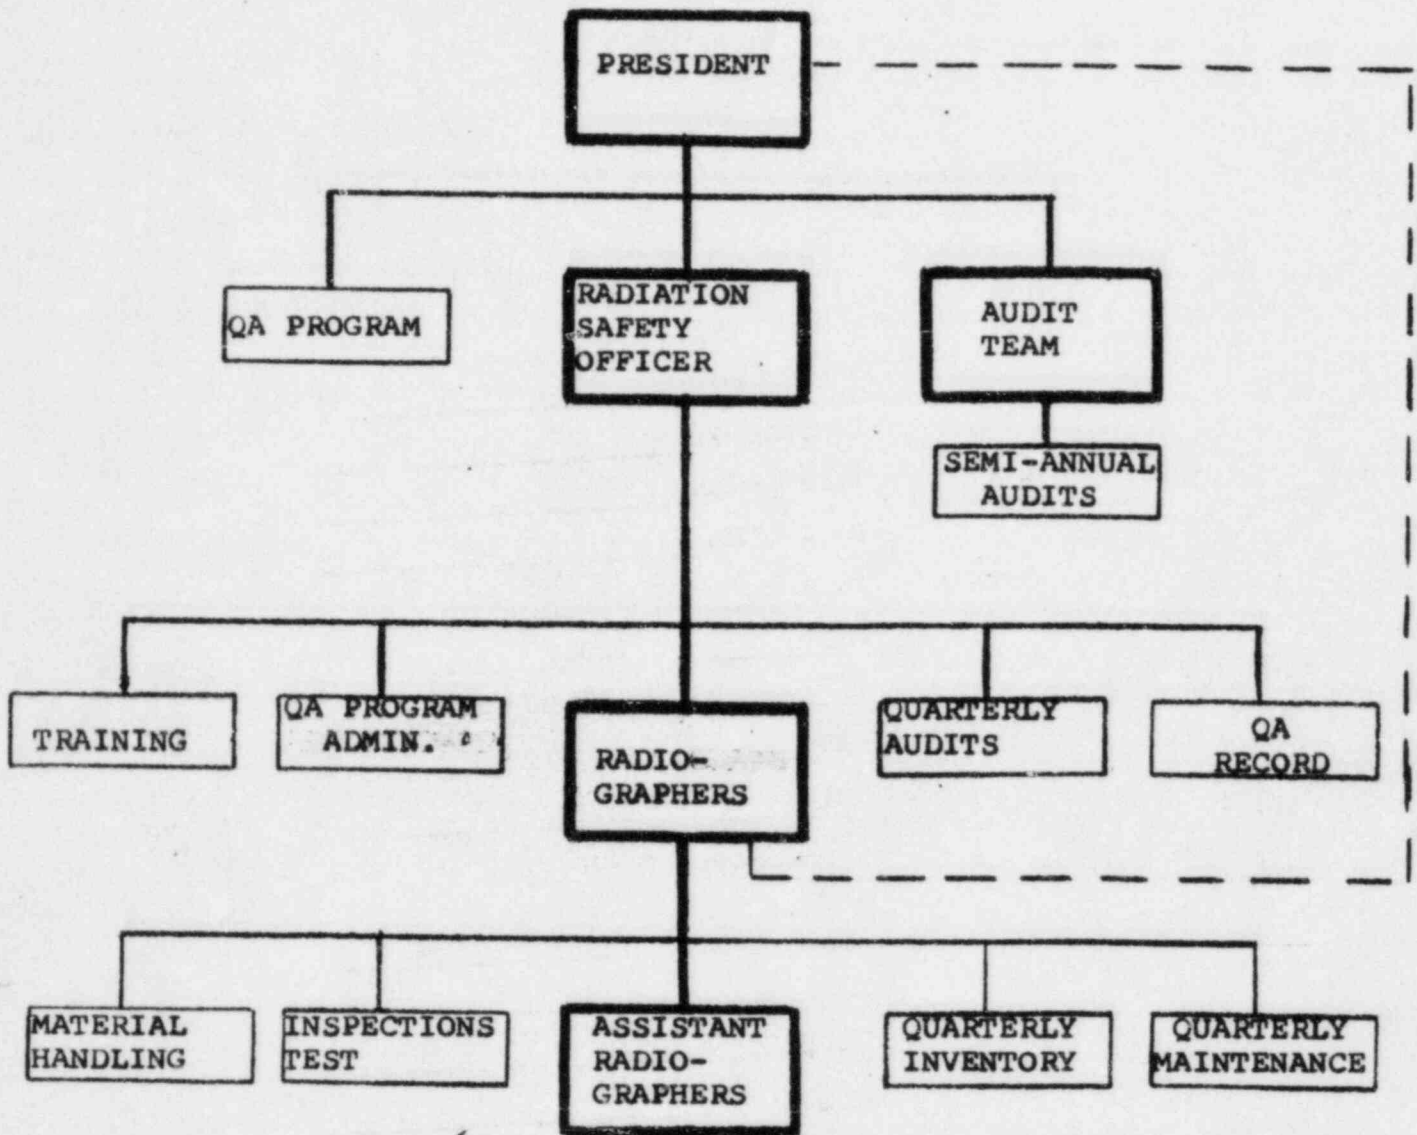 PRESIDENT
QA PROGRAM
RADIATION
SAFETY
OFFICER
AUDIT
TEAM
SEMI-ANNUAL
AUDITS
TRAINING
QA PROGRAM
ADMIN.
RADIO-
GRAPHERS
QUARTERLY
AUDITS
QA
RECORD
MATERIAL
HANDLING
INSPECTIONS
TEST
ASSISTANT
RADIO-
GRAPHERS
QUARTERLY
INVENTORY
QUARTERLY
MAINTENANCE